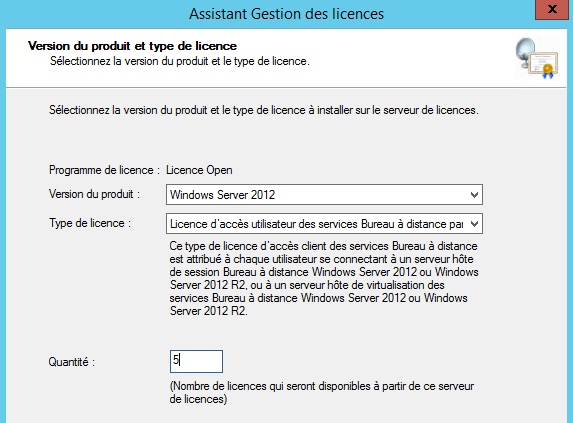 Assistant Gestion des licences
x
Version du produit et type de licence
Sélectionnez la version du produit et le type de licence.
Sélectionnez la version du produit et le type de licence à installer sur le serveur de licences.
Programme de licence : Licence Open
Version du produit : Windows Server 2012
Type de licence : Licence d'accès utilisateur des services Bureau à distance par
Ce type de licence d'accès client des services Bureau à distance
est attribué à chaque utilisateur se connectant à un serveur hôte
de session Bureau à distance Windows Server 2012 ou Windows
Server 2012 R2, ou à un serveur hôte de virtualisation des
services Bureau à distance Windows Server 2012 ou Windows
Server 2012 R2.
Quantité : 5
(Nombre de licences qui seront disponibles à partir de ce serveur
de licences)